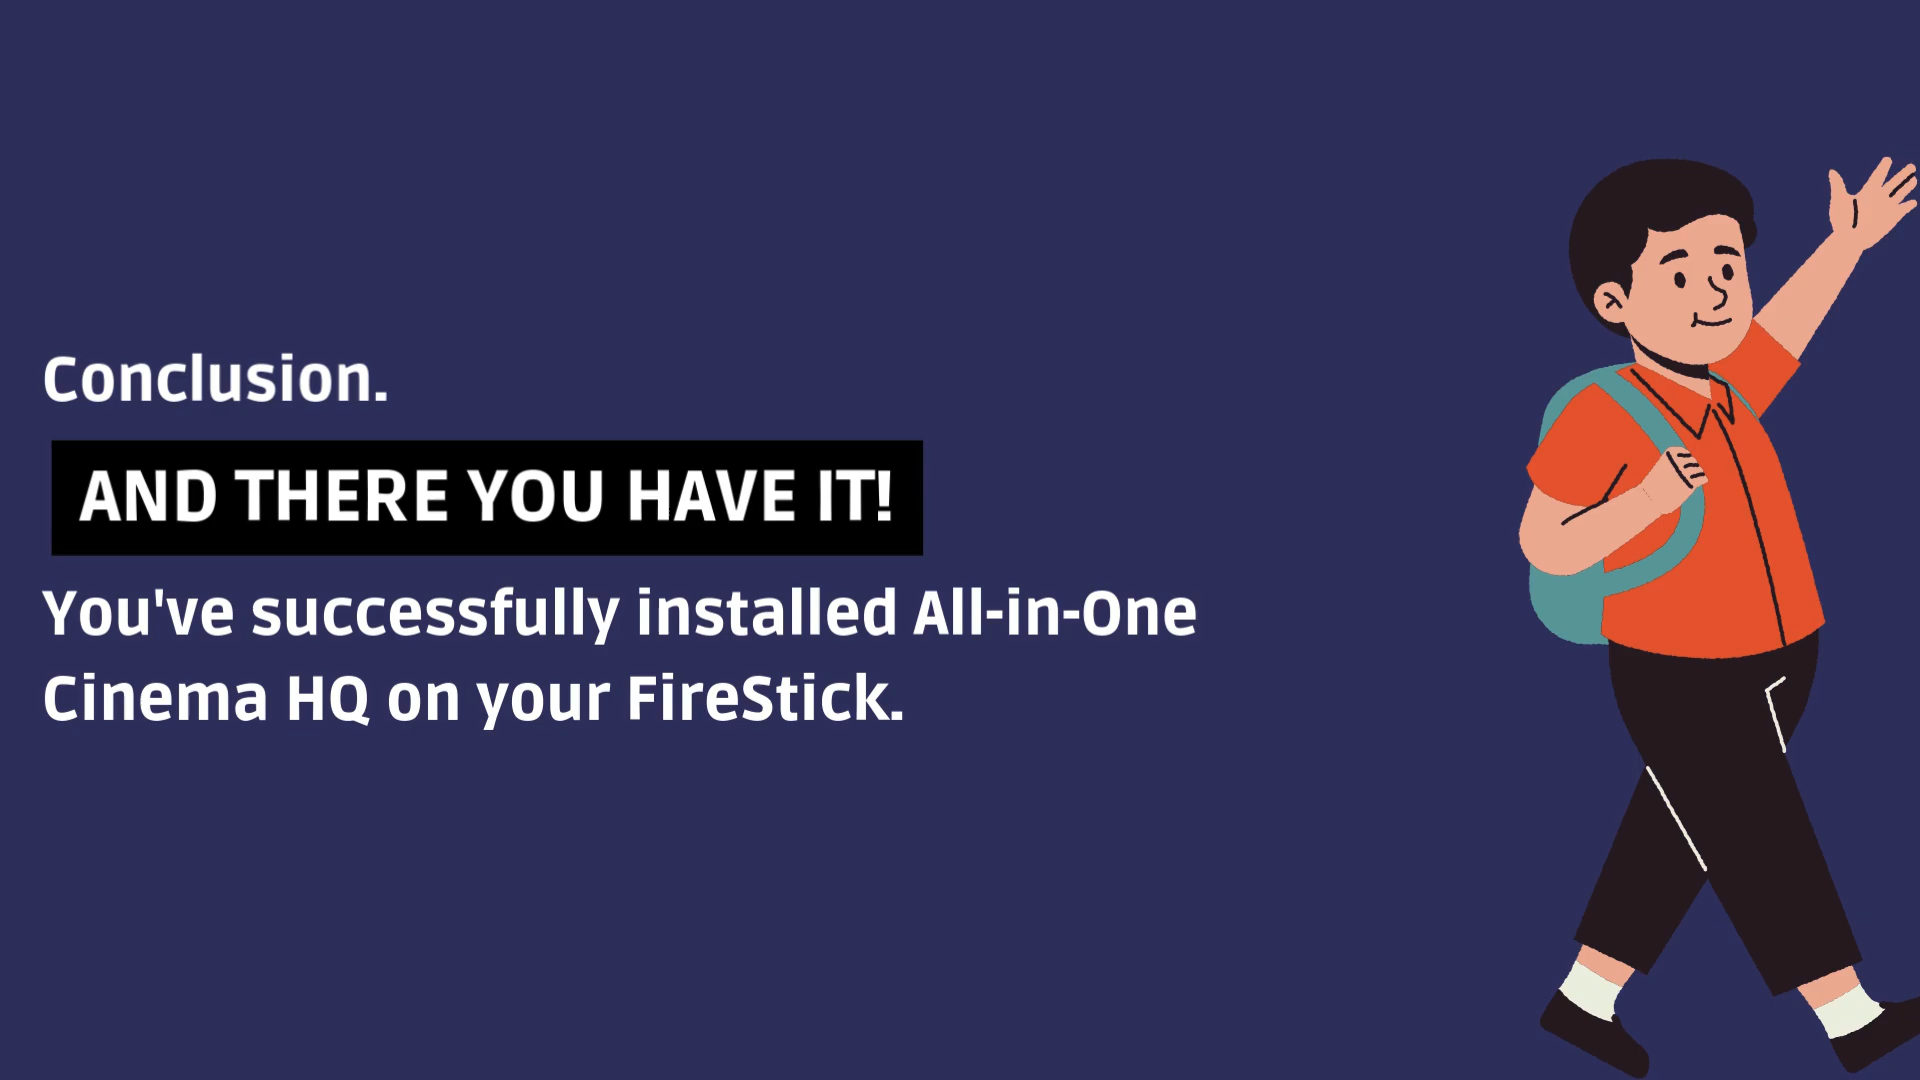 Conclusion.
AND THERE YOU HAVE IT!
You've successfully installed All-in-One
Cinema HQ on your FireStick.